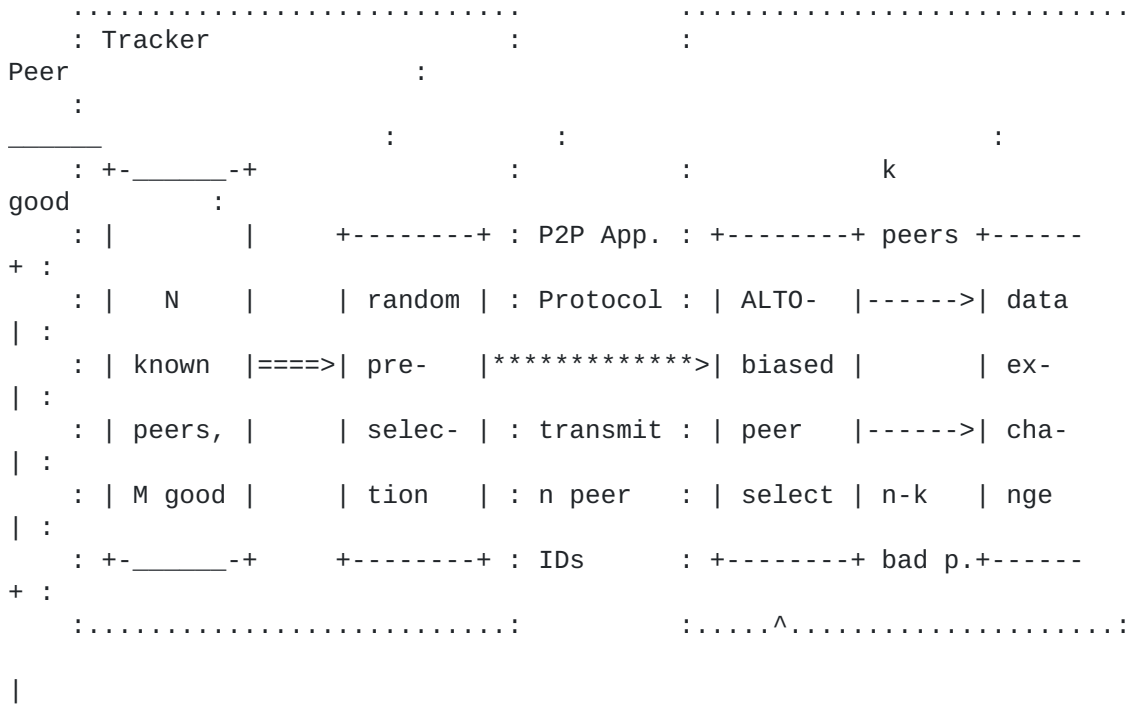 ............................. .............................
: Tracker : :
Peer :
:
______ : : :
: +-______-+ : : k
good :
: | | +--------+ : P2P App. : +--------+ peers +------
+ :
: | N | | random | : Protocol : | ALTO- |------>| data
| :
: | known |====>| pre- |*************>| biased | | ex-
| :
: | peers, | | selec- | : transmit : | peer |------>| cha-
| :
: | M good | | tion | : n peer : | select | n-k | nge
| :
: +-______-+ +--------+ : IDs : +--------+ bad p.+------
+ :
:...........................: :.....^.....................:
|